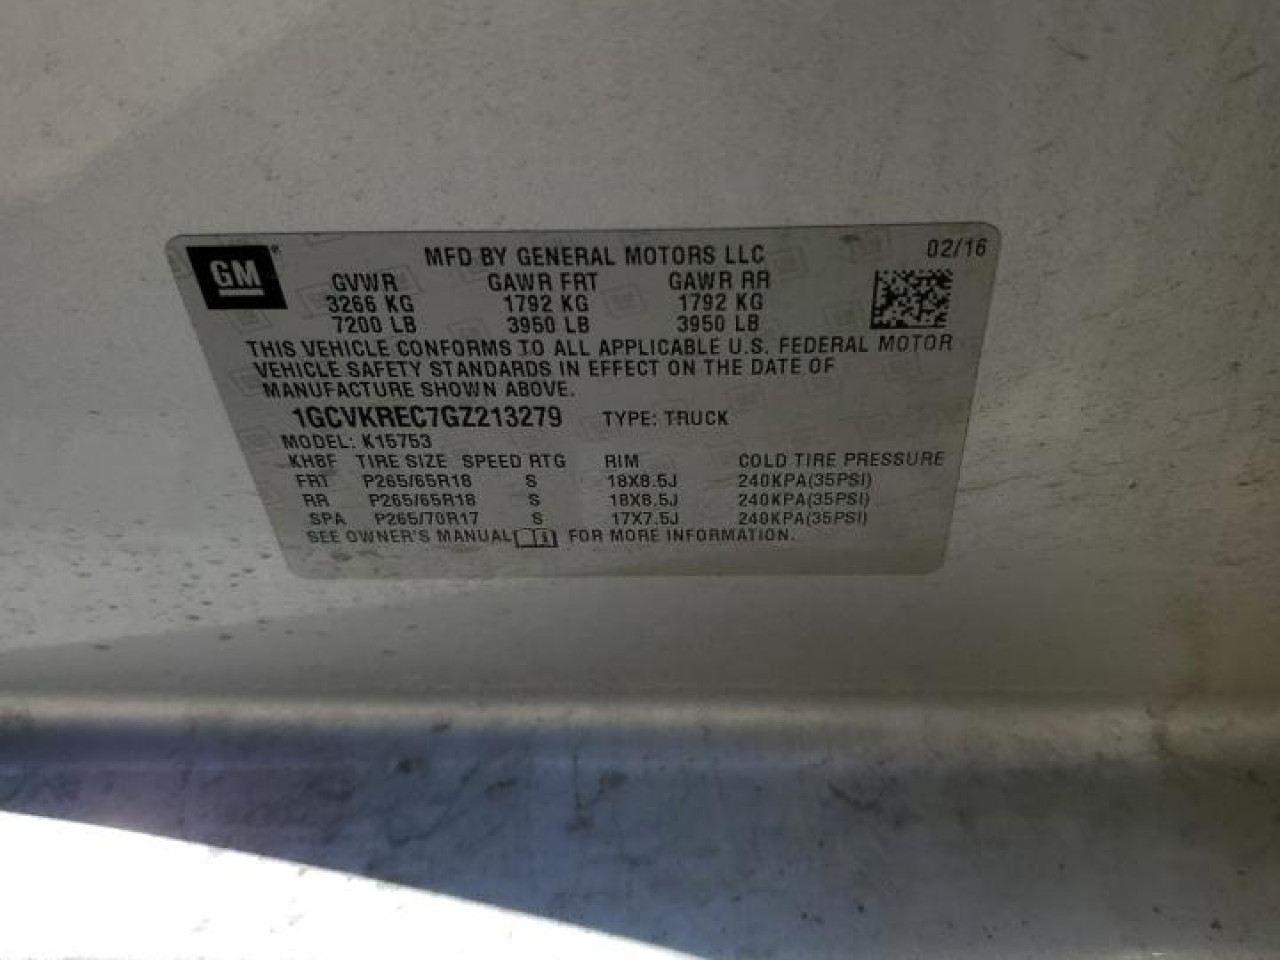 GM
MFD BY GENERAL MOTORS LLC 02/16
GVWR GAWR FRT GAWR RR
3266 KG 1792 KG 1792 KG
7200 LB 3950 LB 3950 LB
THIS VEHICLE CONFORMS TO ALL APPLICABLE U.S. FEDERAL MOTOR
VEHICLE SAFETY STANDARDS IN EFFECT ON THE DATE OF
MANUFACTURE SHOWN ABOVE.
1GCVKREC7GZ213279 TYPE: TRUCK
MODEL: K15753
KHBF TIRE SIZE SPEED RTG RIM COLD TIRE PRESSURE
FRT P265/65R18 S 18X8.5J 240KPA(35PSI)
RR P265/65R18 S 18X8.5J 240KPA(35PSI)
SPA P265/70R17 S 17X7.5J 240KPA(35PSI)
SEE OWNER'S MANUAL FOR MORE INFORMATION.